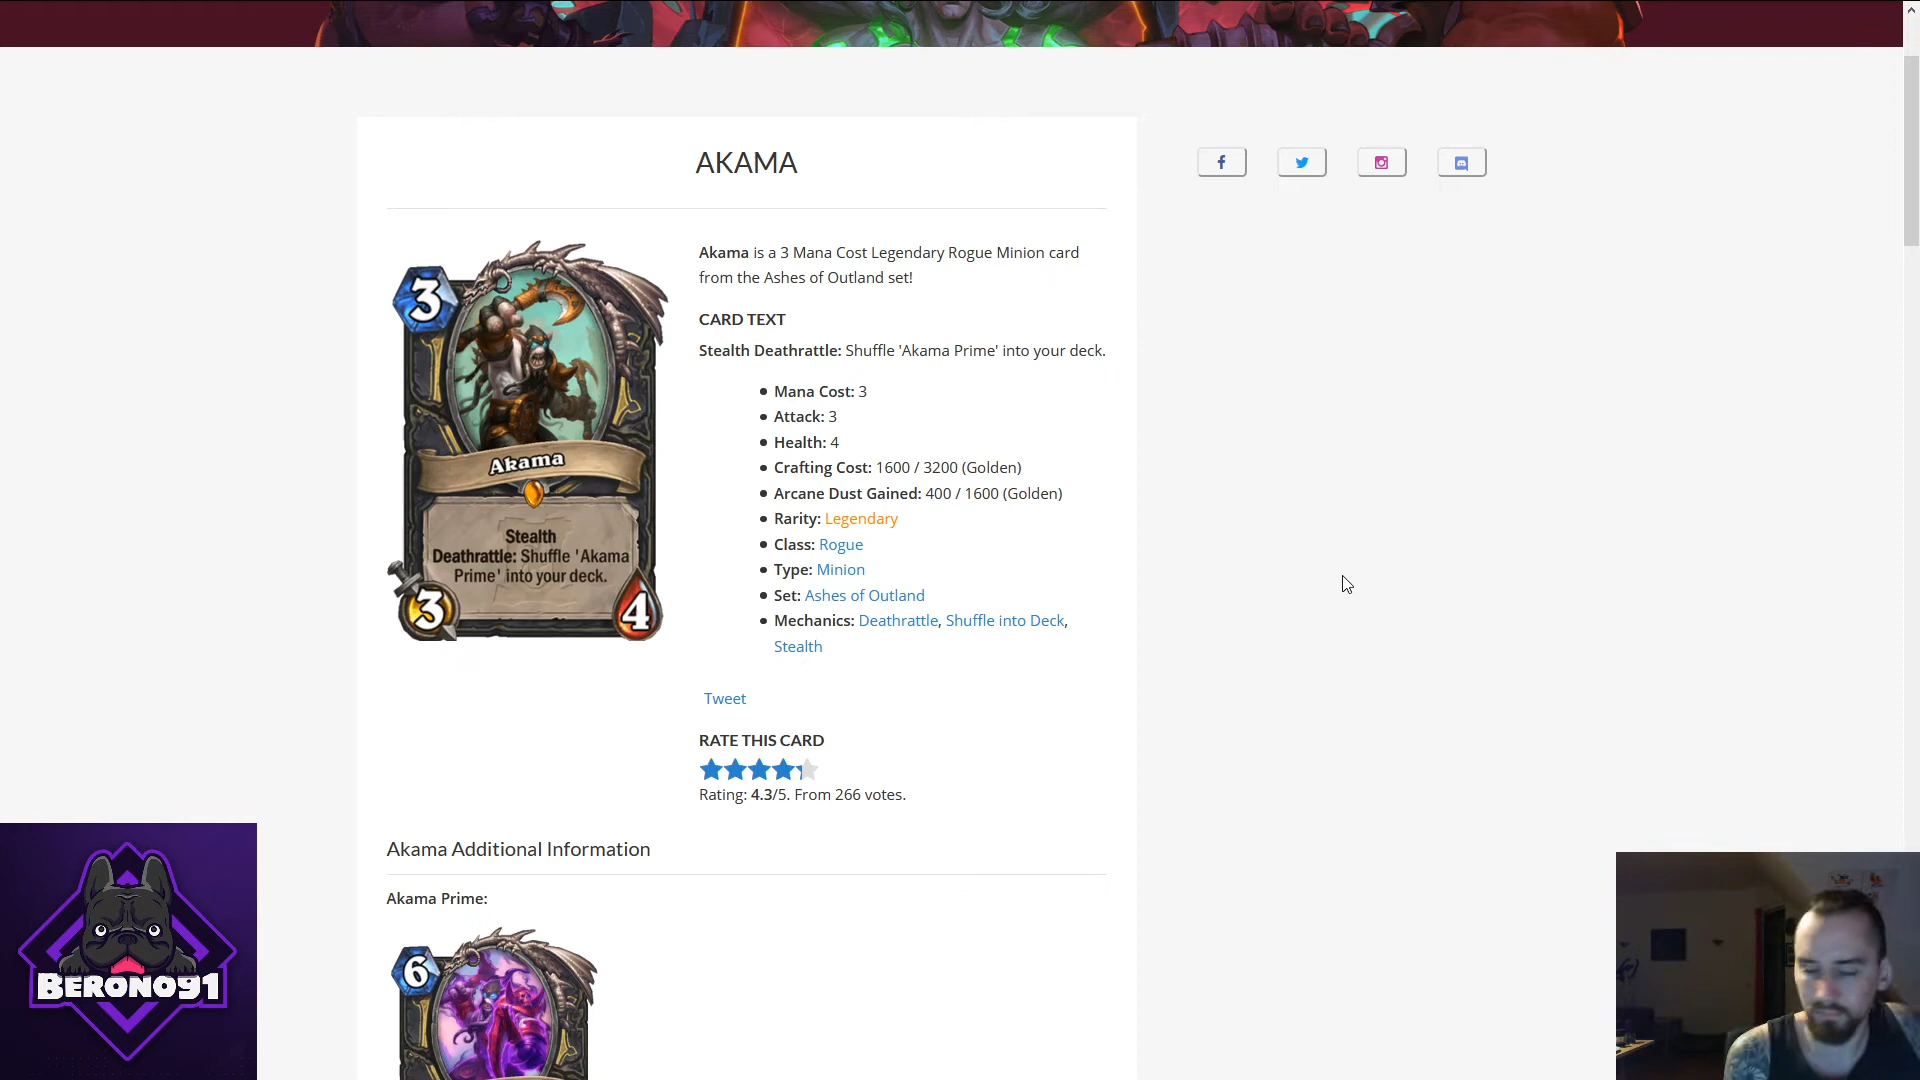 AKAMA
3
Akama
Stealth
Deathrattle: Shuffle 'Akama
Prime' into your deck.
3
4
Akama is a 3 Mana Cost Legendary Rogue Minion card
from the Ashes of Outland set!
CARD TEXT
Stealth Deathrattle: Shuffle 'Akama Prime' into your deck.
Mana Cost: 3
Attack: 3
Health: 4
Crafting Cost: 1600 / 3200 (Golden)
Arcane Dust Gained: 400 / 1600 (Golden)
Rarity: Legendary
Class: Rogue
Type: Minion
Set: Ashes of Outland
Mechanics: Deathrattle, Shuffle into Deck,
Stealth
Tweet
RATE THIS CARD
Rating: 4.3/5. From 266 votes.
Akama Additional Information
Akama Prime:
6
BERONO91